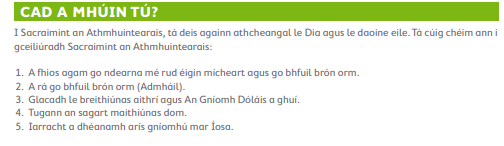 CAD A MHÚIN TÚ?
I Sacraimint an Athmhuintearais, tá deis againn athcheangal le Dia agus le daoine eile. Tá cúig chéim ann i
gceiliúradh Sacraimint an Athmhuintearais:
1. A fhios agam go ndearna mé rud éigin mícheart agus go bhfuil brón orm.
2. A rá go bhfuil brón orm (Admháil).
3. Glacadh le breithiúnas aithrí agus An Gníomh Dóláis a ghuí.
4. Tugann an sagart maithiúnas dom.
5. Iarracht a dhéanamh arís gníomhú mar Íosa.